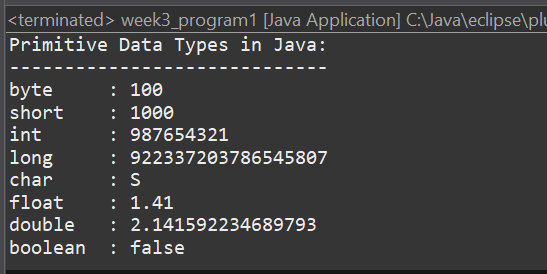 <terminated> week3_program1 [Java Application] C:\Java\eclipse\plu
Primitive Data Types in Java:
-----------------------------
byte     : 100
short    : 1000
int      : 987654321
long     : 922337203786545807
char     : S
float    : 1.41
double   : 2.141592234689793
boolean  : false